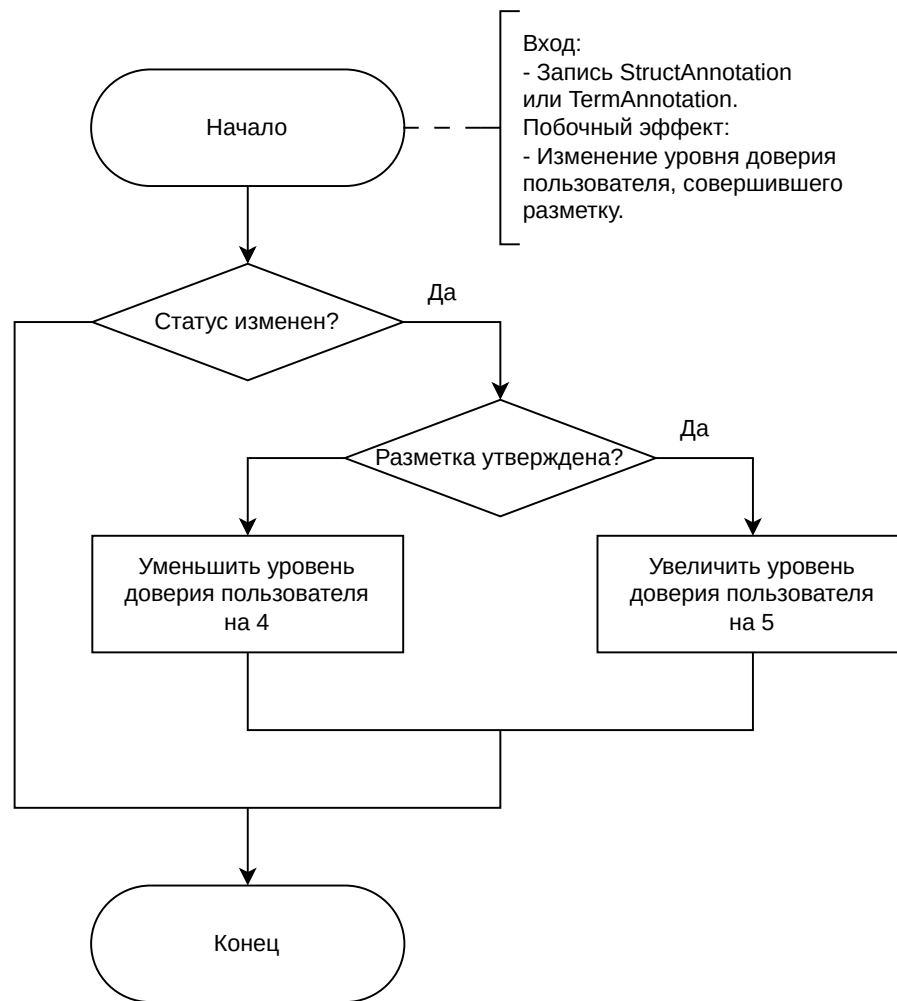 Начало
Вход:
- Запись StructAnnotation
или TermAnnotation.
Побочный эффект:
- Изменение уровня доверия
пользователя, совершившего
разметку.
Статус изменен?
Да
Разметка утверждена?
Да
Уменьшить уровень
доверия пользователя
на 4
Увеличить уровень
доверия пользователя
на 5
Конец